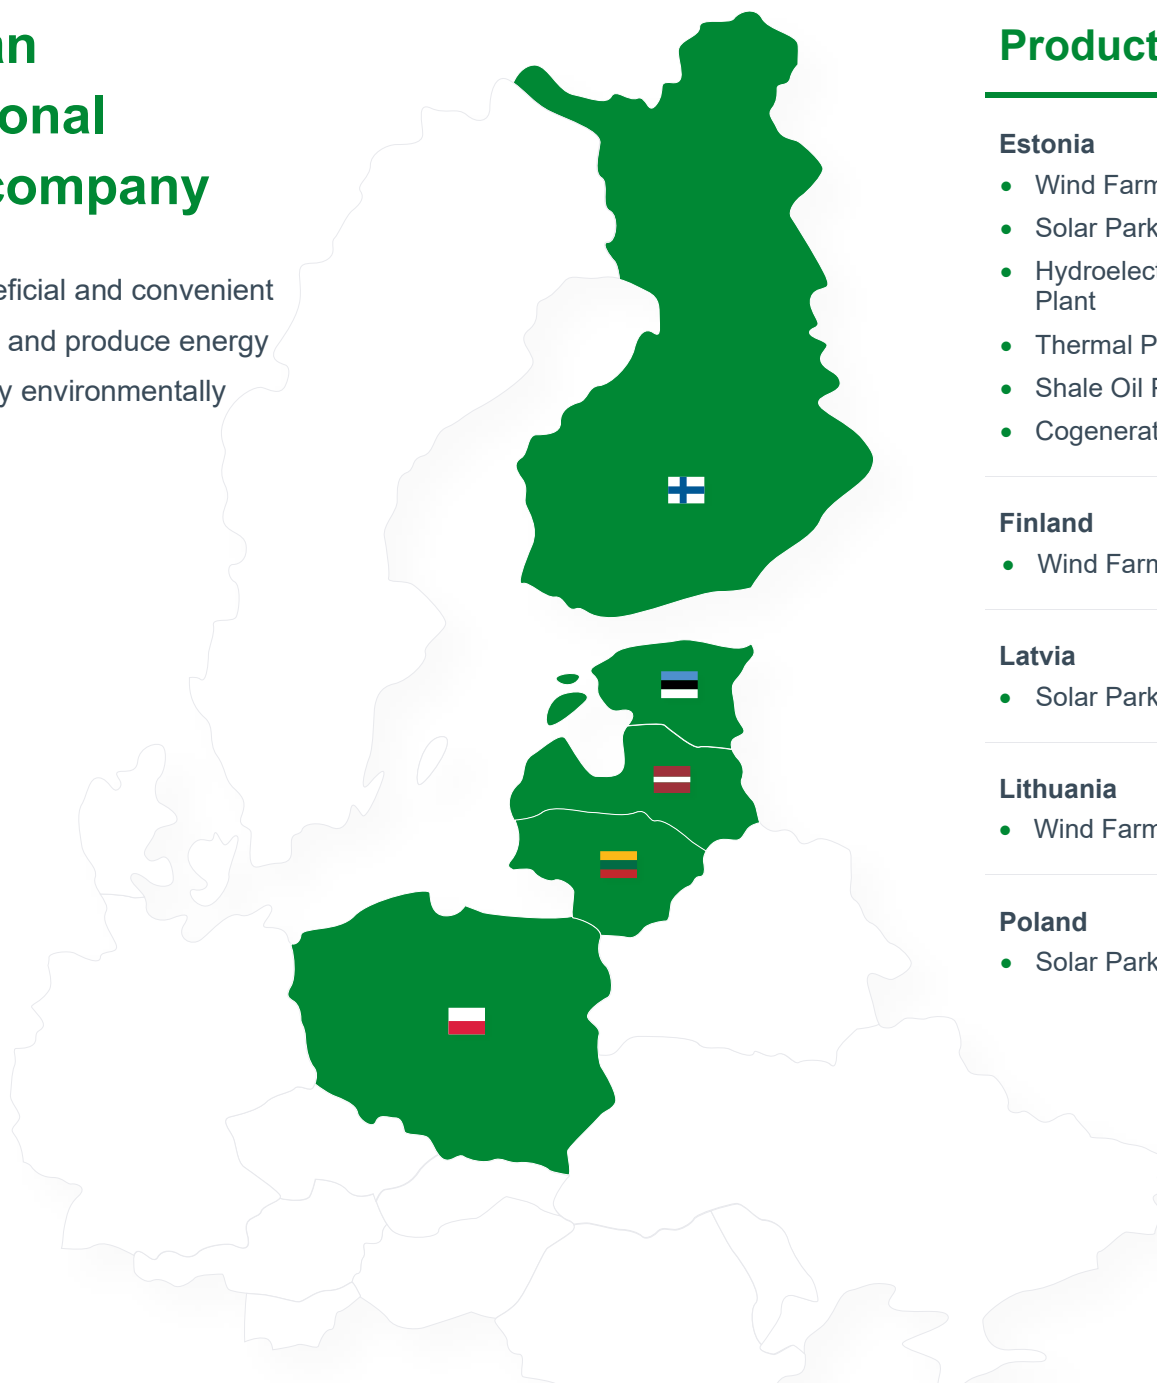 an
onal
company
eficial and convenient
and produce energy
y environmentally
Product
Estonia
• Wind Farm
• Solar Park
• Hydroelect
Plant
• Thermal P
• Shale Oil P
• Cogenerat
Finland
• Wind Farm
Latvia
• Solar Park
Lithuania
• Wind Farm
Poland
• Solar Park